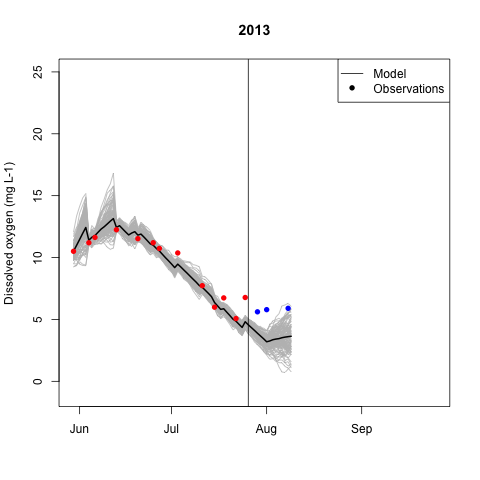 2013
Model
Observations
Dissolved oxygen (mg L-1)
25
20
15
10
5
0
Jun
Jul
Aug
Sep